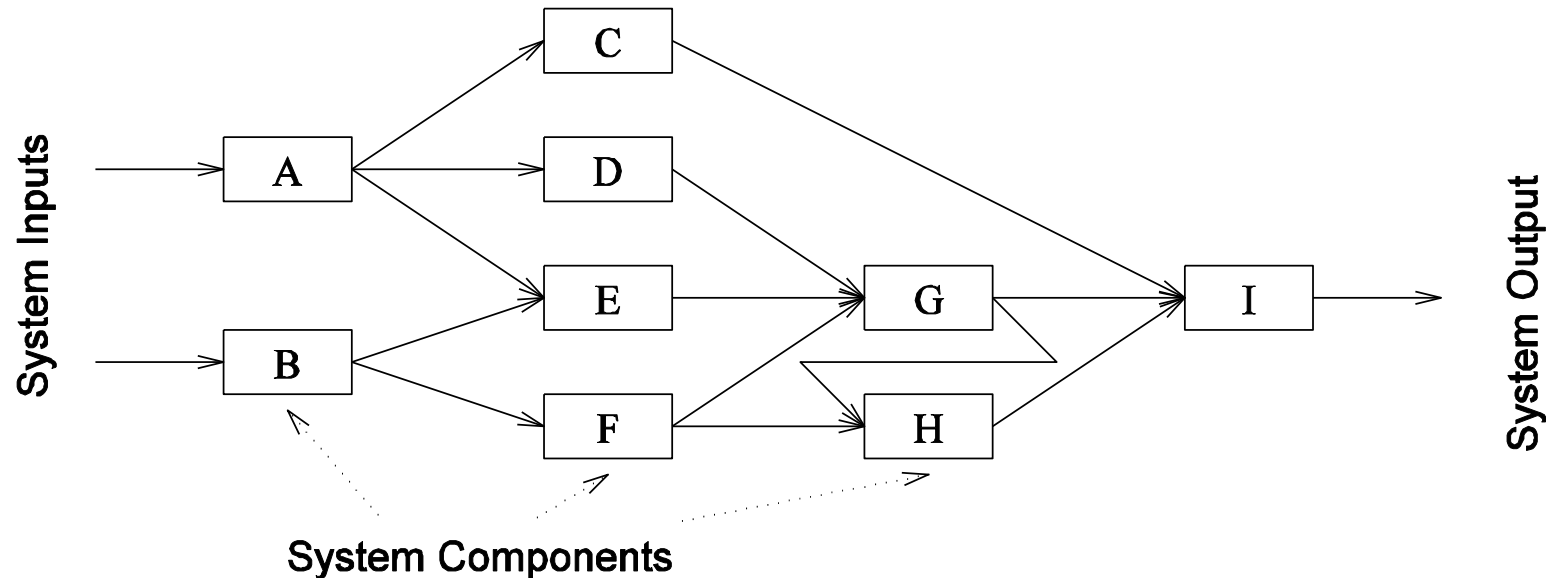 System Inputs
A
B
C
D
E
F
G
H
I
System Output
System Components